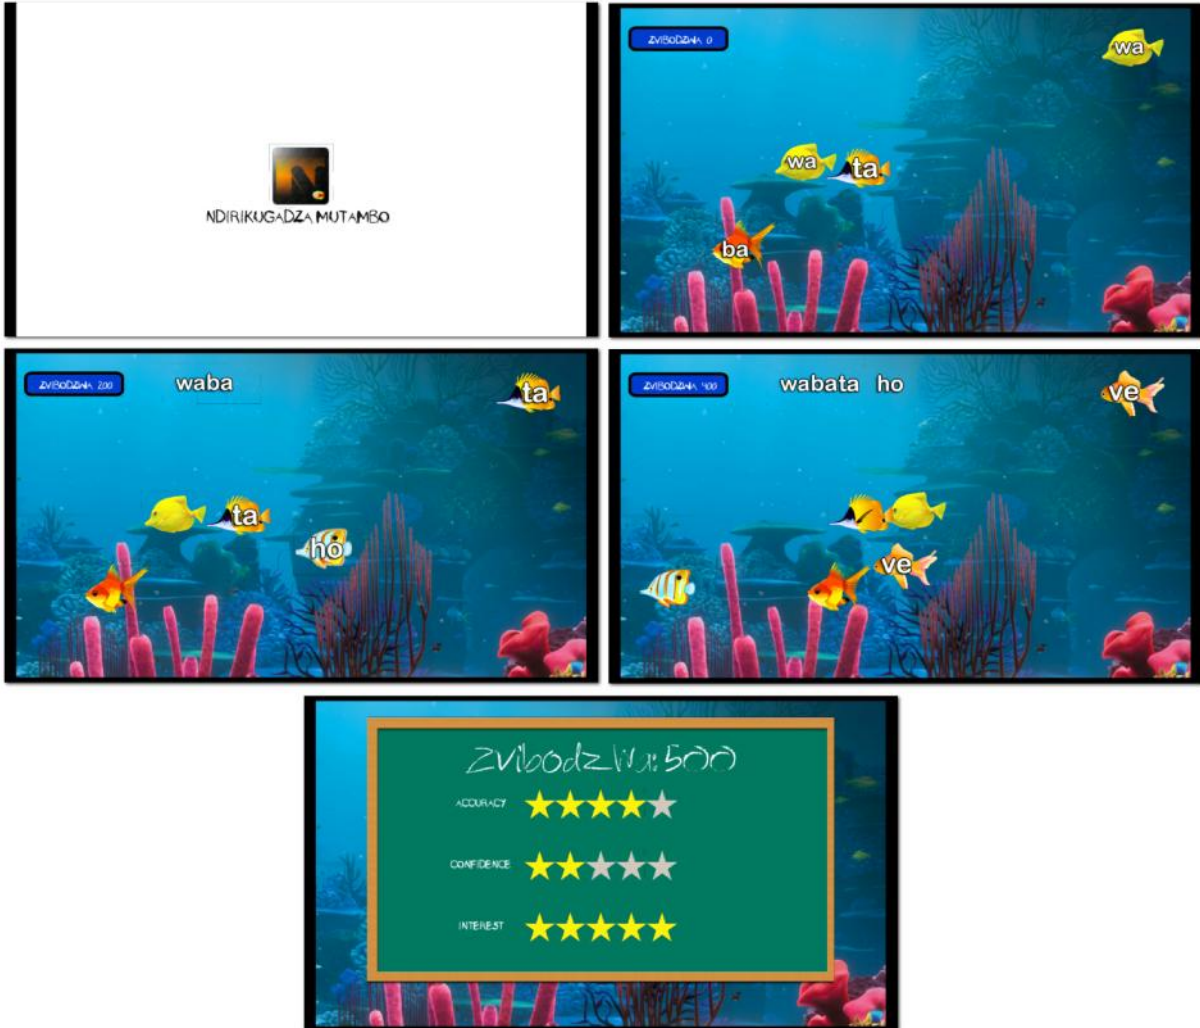 NDIRIKUGADZA MUTAMBO
ZVIBODZWA 0
wa
wa
ta
ba
ZVIBODZWA 200
waba
ta
ta
ho
ZVIBODZWA 400
wabata ho
ve
ve
Zvibodzwa: 500
ACCURACY
CONFIDENCE
INTEREST